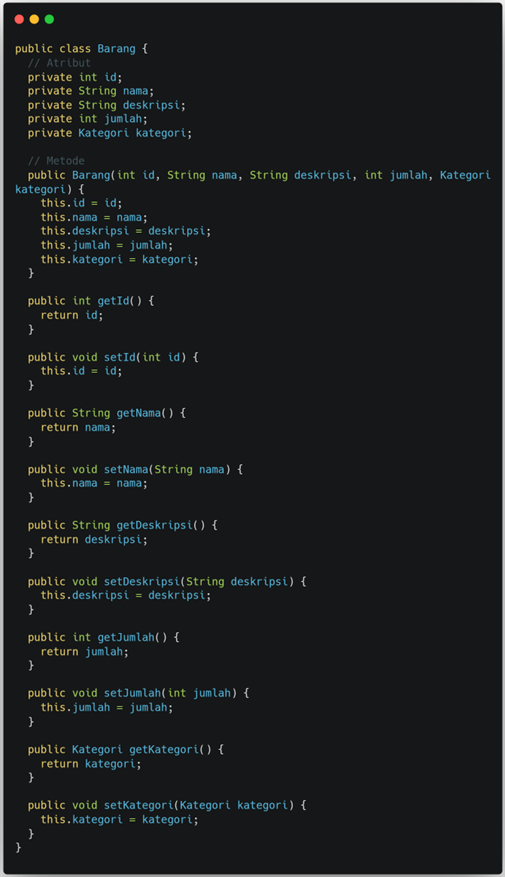 public class Barang {
  // Atribut
  private int id;
  private String nama;
  private String deskripsi;
  private int jumlah;
  private Kategori kategori;

  // Metode
  public Barang(int id, String nama, String deskripsi, int jumlah, Kategori
kategori) {
    this.id = id;
    this.nama = nama;
    this.deskripsi = deskripsi;
    this.jumlah = jumlah;
    this.kategori = kategori;
  }

  public int getId() {
    return id;
  }

  public void setId(int id) {
    this.id = id;
  }

  public String getNama() {
    return nama;
  }

  public void setNama(String nama) {
    this.nama = nama;
  }

  public String getDeskripsi() {
    return deskripsi;
  }

  public void setDeskripsi(String deskripsi) {
    this.deskripsi = deskripsi;
  }

  public int getJumlah() {
    return jumlah;
  }

  public void setJumlah(int jumlah) {
    this.jumlah = jumlah;
  }

  public Kategori getKategori() {
    return kategori;
  }

  public void setKategori(Kategori kategori) {
    this.kategori = kategori;
  }
}